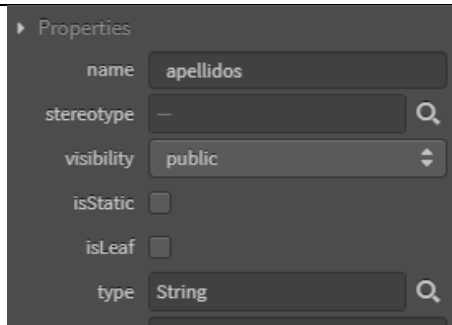 Properties
name apellidos
stereotype —
visibility public
isStatic
isLeaf
type String